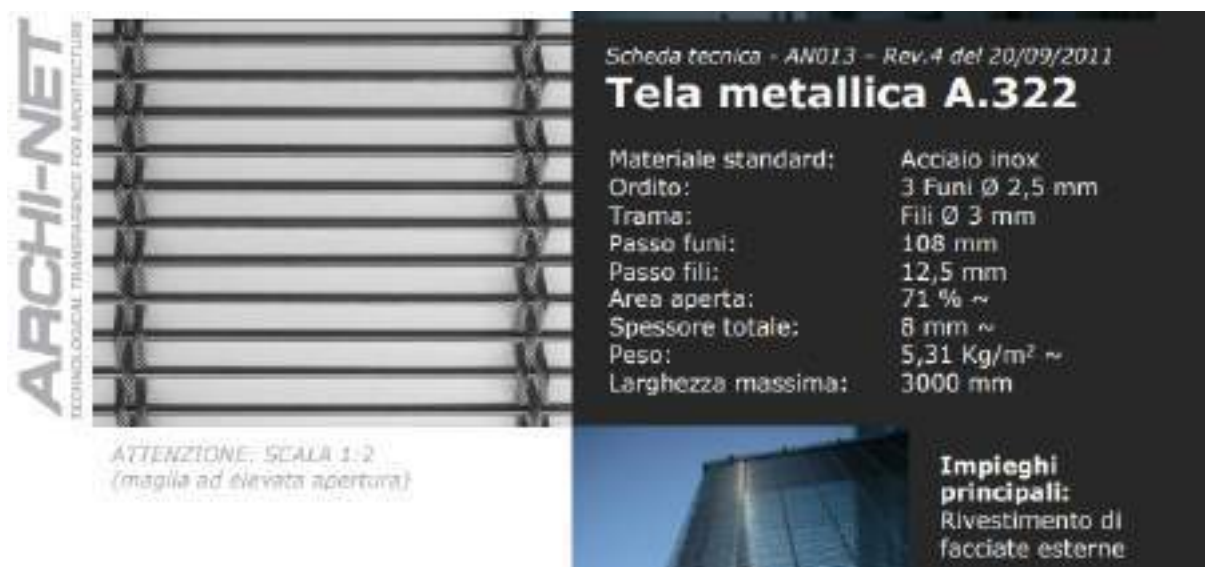 ARCHI-NET
TECHNOLOGICAL TRANSPARENCE FOR ARCHITECTURE
Scheda tecnica - AN013 – Rev.4 del 20/09/2011
Tela metallica A.322
Materiale standard: Acciaio inox
Ordito: 3 Funi Ø 2,5 mm
Trama: Fili Ø 3 mm
Passo funi: 108 mm
Passo fili: 12,5 mm
Area aperta: 71 % ~
Spessore totale: 8 mm ~
Peso: 5,31 Kg/m² ~
Larghezza massima: 3000 mm
ATTENZIONE: SCALA 1:2
(maglia ad elevata apertura)
Impieghi
principali:
Rivestimento di
facciate esterne